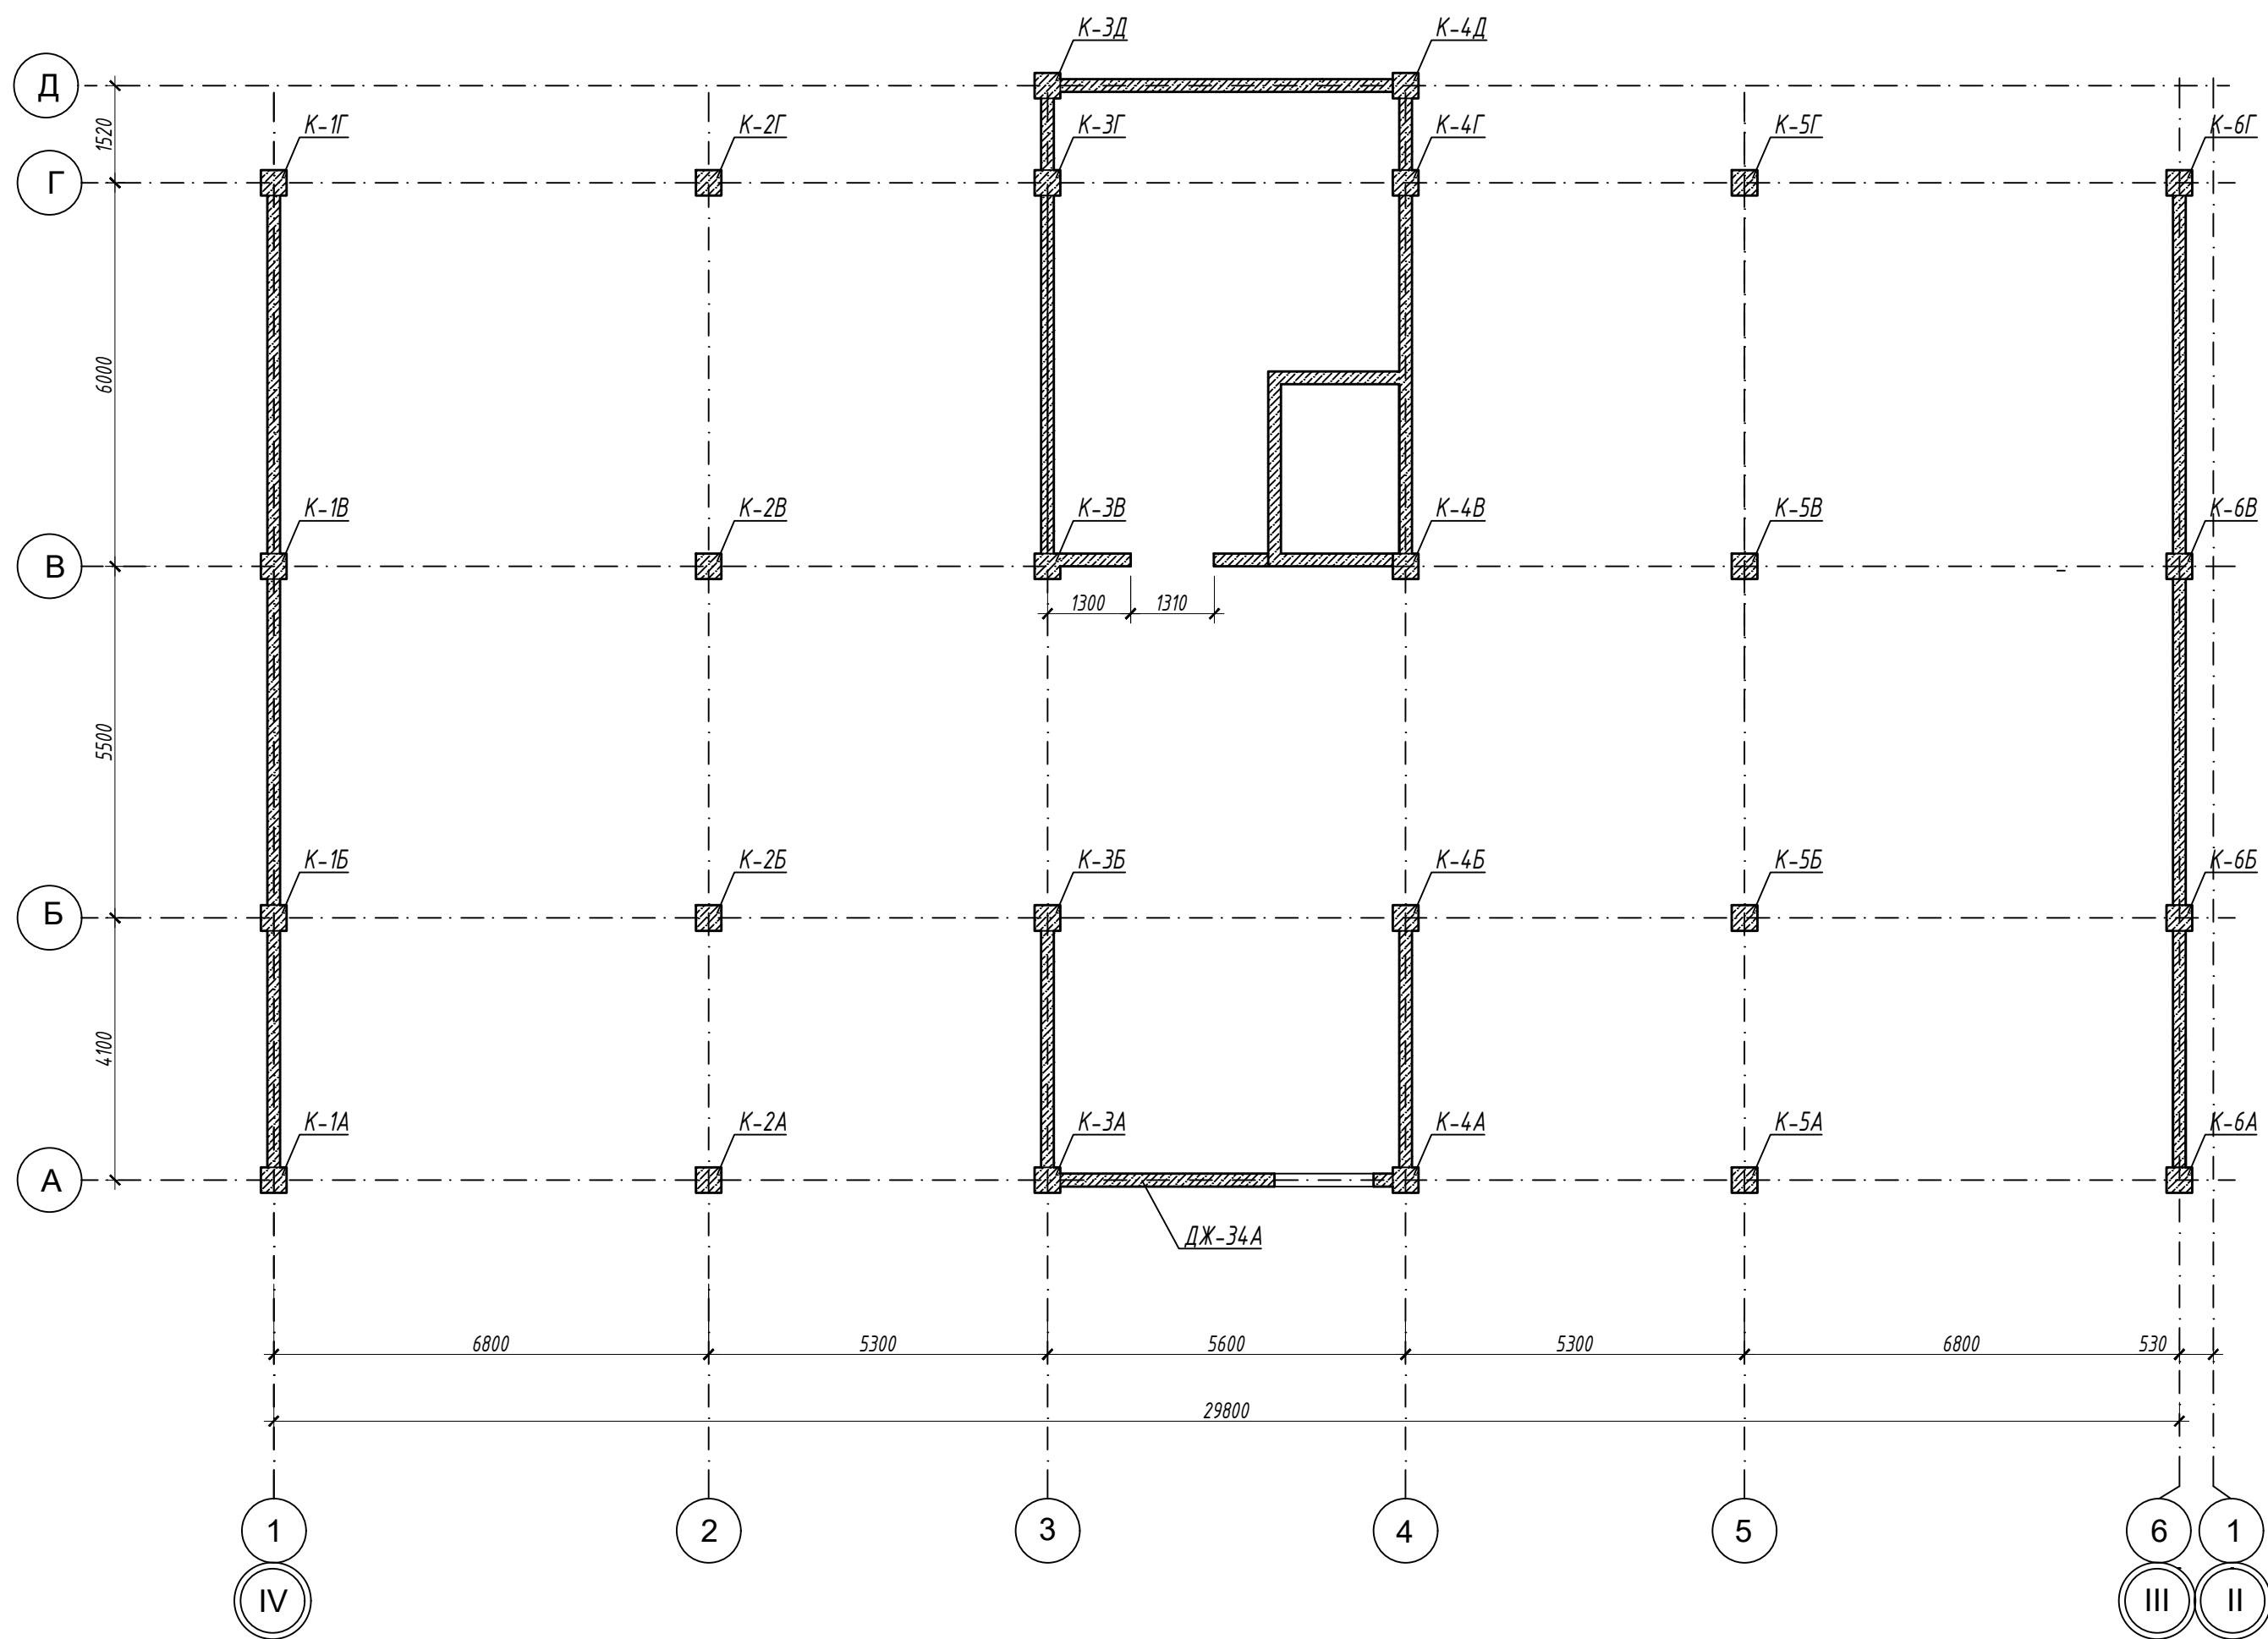 К-3Д
К-4Д
Д
1520
К-1Г
К-2Г
К-3Г
К-4Г
К-5Г
К-6Г
Г
6000
К-1В
К-2В
К-3В
К-4В
К-5В
К-6В
В
1300
1310
5500
К-1Б
К-2Б
К-3Б
К-4Б
К-5Б
К-6Б
Б
4100
К-1А
К-2А
К-3А
К-4А
К-5А
К-6А
А
ДЖ-34А
6800
5300
5600
5300
6800
530
29800
1
2
3
4
5
6
1
IV
III
II